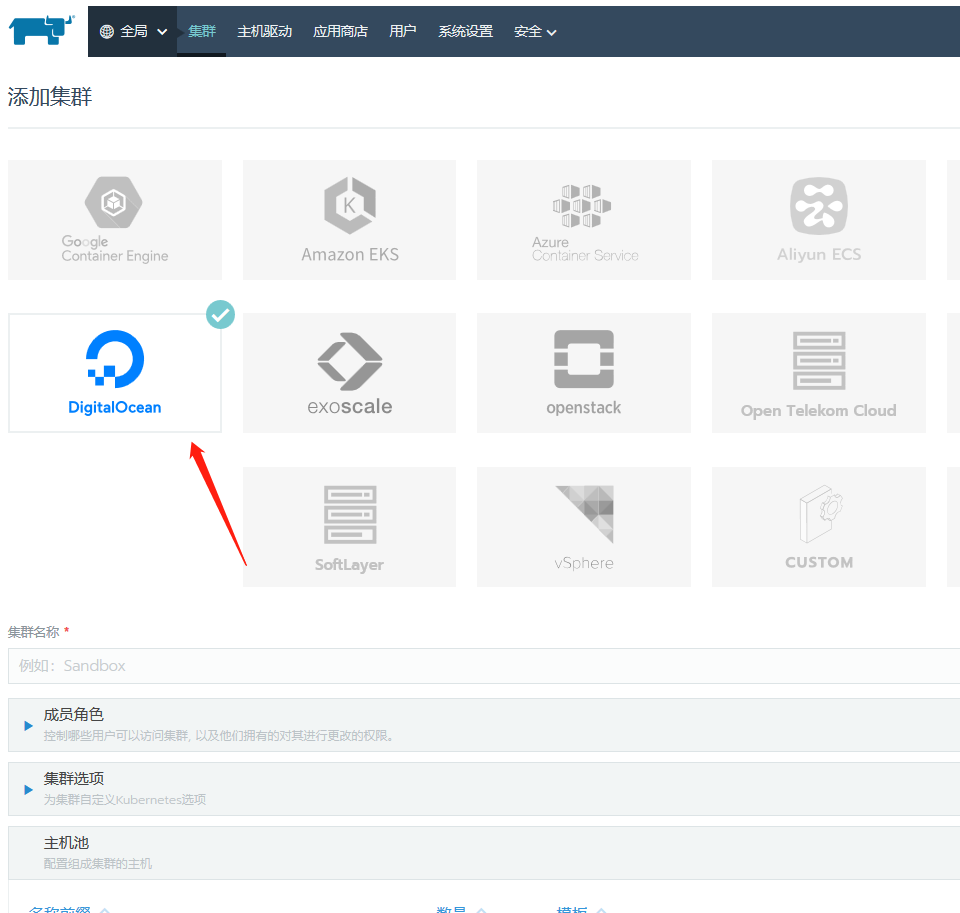 全局 集群 主机驱动 应用商店 用户 系统设置 安全
添加集群
Google
Container Engine
Amazon EKS
Azure
Container Service
Aliyun ECS
DigitalOcean
exoscale
openstack
Open Telekom Cloud
SoftLayer
vSphere
CUSTOM
集群名称 *
例如：Sandbox
成员角色
控制哪些用户可以访问集群, 以及他们拥有的对其进行更改的权限。
集群选项
为集群自定义Kubernetes选项
主机池
配置组成集群的主机
名称前缀 数量 模板